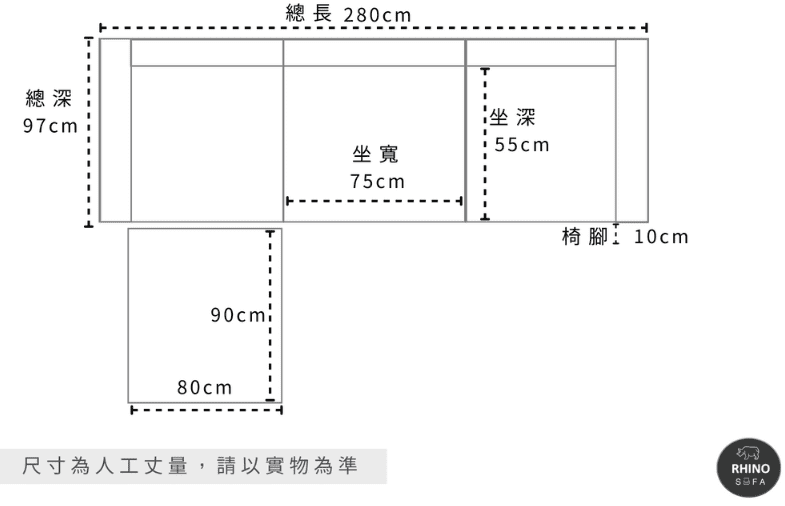 總長 280cm
總深
97cm
坐深
55cm
坐寬
75cm
椅腳 10cm
90cm
80cm
尺寸為人工丈量，請以實物為準
RHINO
SOFA